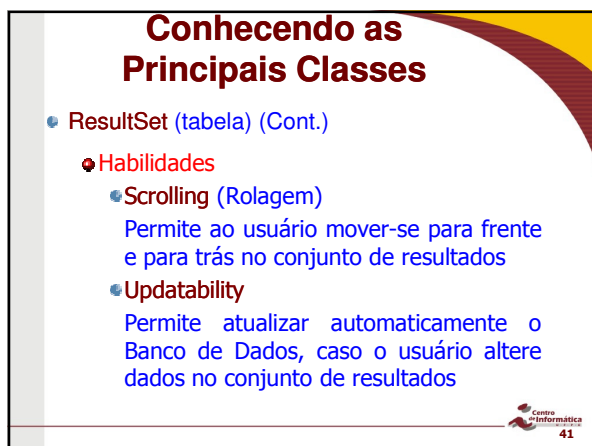 Conhecendo as
Principais Classes
ResultSet (tabela) (Cont.)
Habilidades
Scrolling (Rolagem)
Permite ao usuário mover-se para frente
e para trás no conjunto de resultados
Updatability
Permite atualizar automaticamente o
Banco de Dados, caso o usuário altere
dados no conjunto de resultados
Centro
de Informática
41